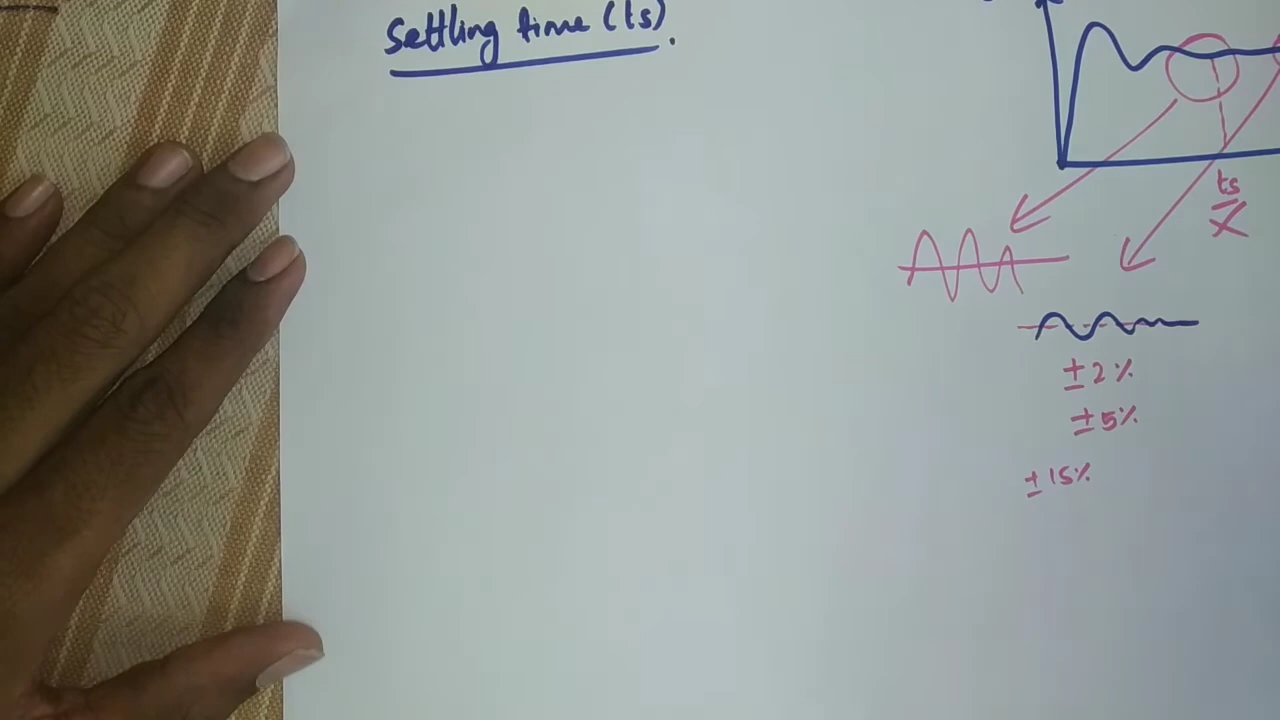 Settling time (ts).
ts
± 2%
± 5%
± 15%